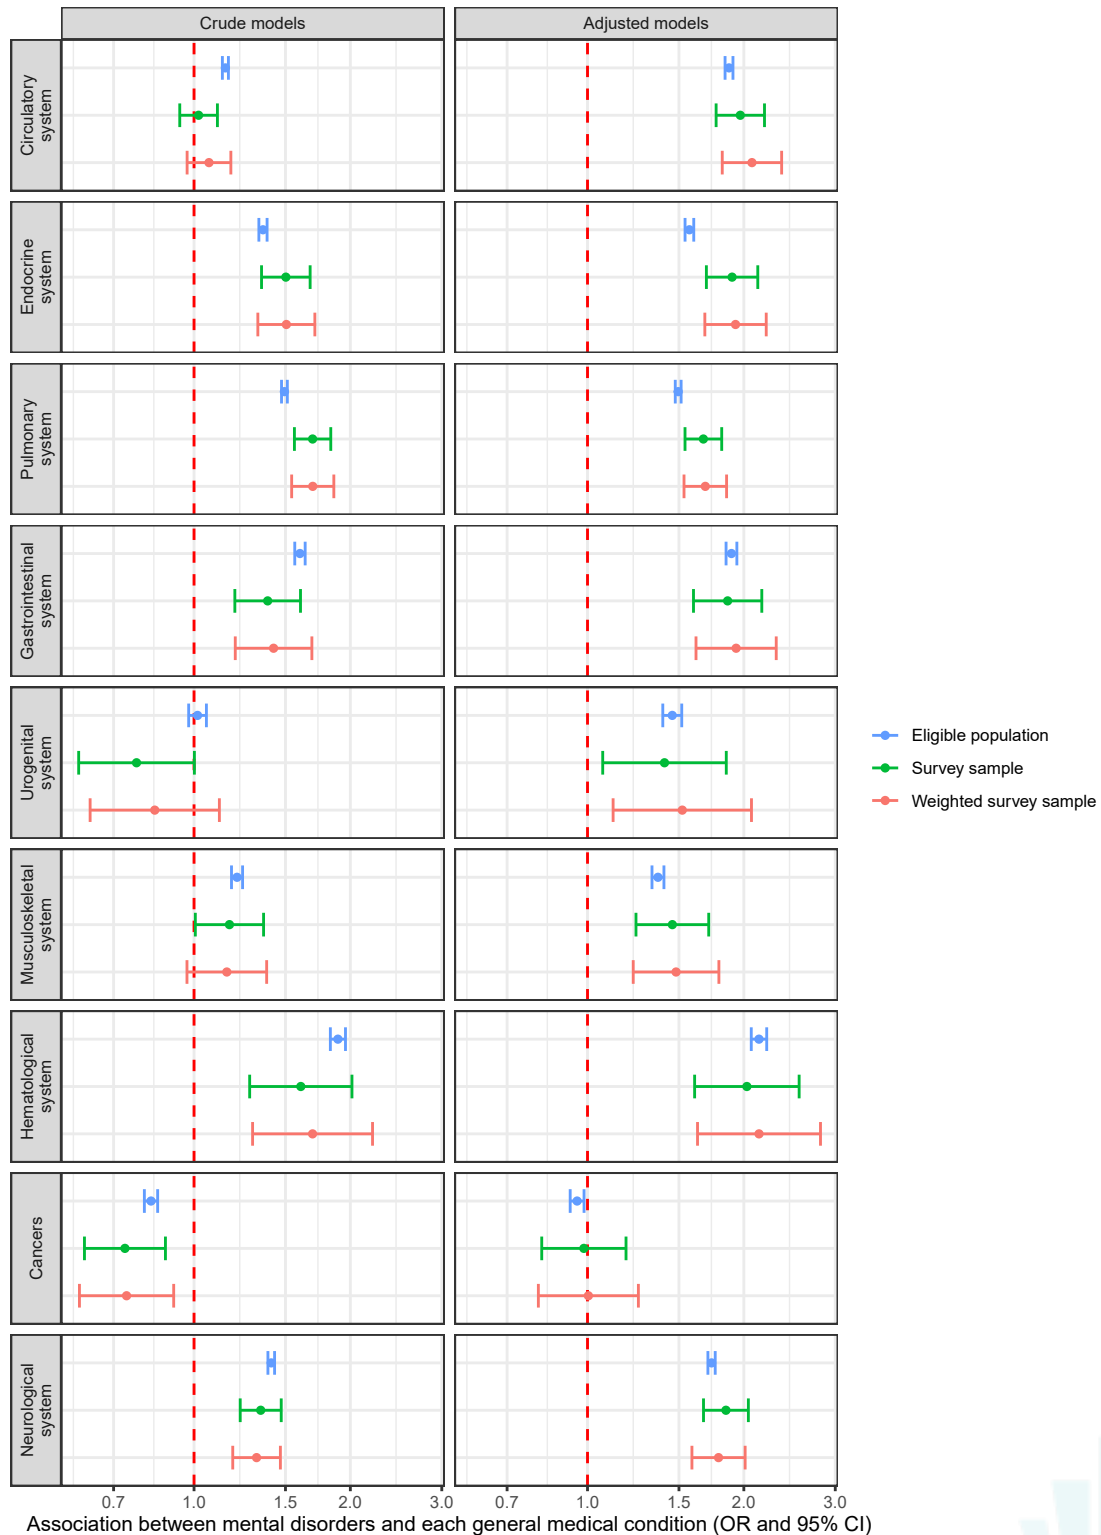 Crude models
Adjusted models
Circulatory
system
Endocrine
system
Pulmonary
system
Gastrointestinal
system
Urogenital
system
Musculoskeletal
system
Hematological
system
Cancers
Neurological
system
Eligible population
Survey sample
Weighted survey sample
0.7 1.0 1.5 2.0 3.0 0.7 1.0 1.5 2.0 3.0
Association between mental disorders and each general medical condition (OR and 95% CI)